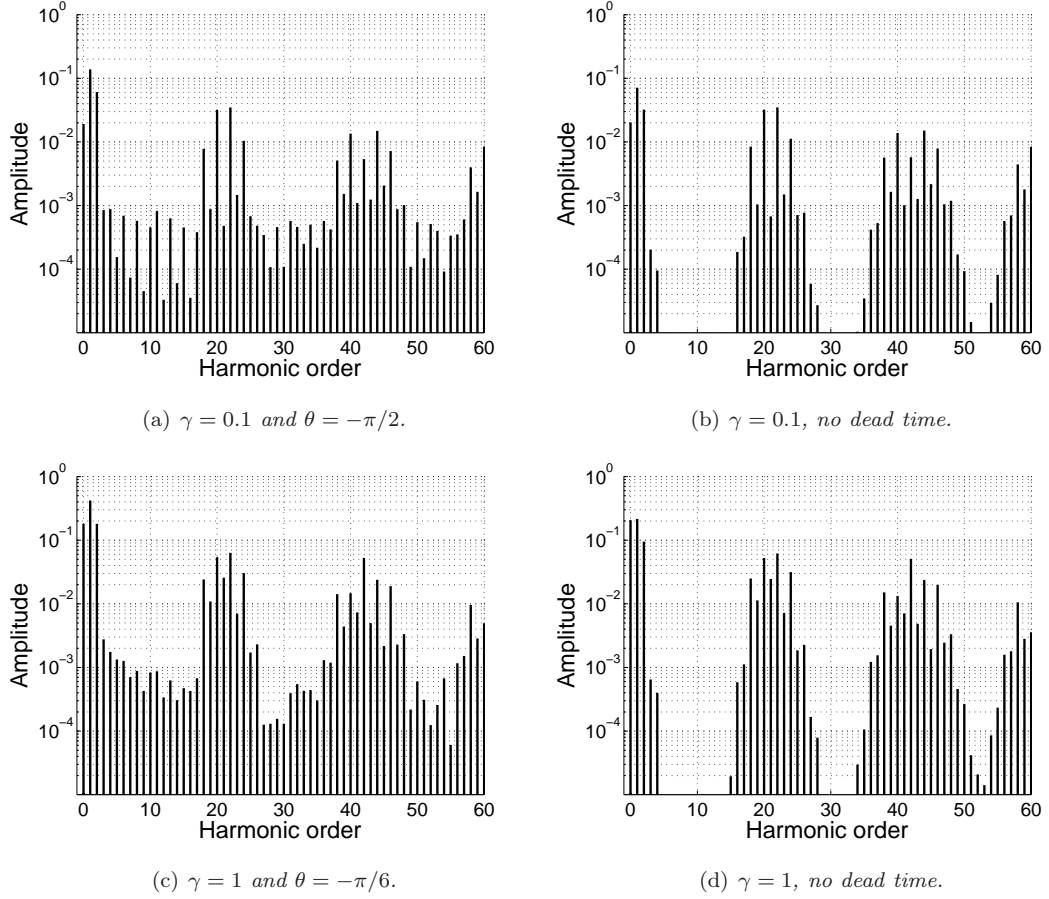 10^0
10^−1
10^−2
10^−3
10^−4
Amplitude
0 10 20 30 40 50 60
Harmonic order
(a) γ = 0.1 and θ = −π/2.
10^0
10^−1
10^−2
10^−3
10^−4
Amplitude
0 10 20 30 40 50 60
Harmonic order
(b) γ = 0.1, no dead time.
10^0
10^−1
10^−2
10^−3
10^−4
Amplitude
0 10 20 30 40 50 60
Harmonic order
(c) γ = 1 and θ = −π/6.
10^0
10^−1
10^−2
10^−3
10^−4
Amplitude
0 10 20 30 40 50 60
Harmonic order
(d) γ = 1, no dead time.